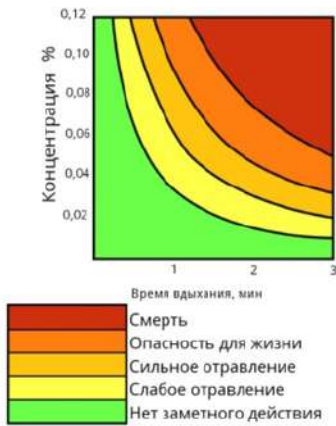 0,12
0,10
0,08
0,06
0,04
0,02
Концентрация %
1 2 3
Время вдыхания, мин
Смерть
Опасность для жизни
Сильное отравление
Слабое отравление
Нет заметного действия